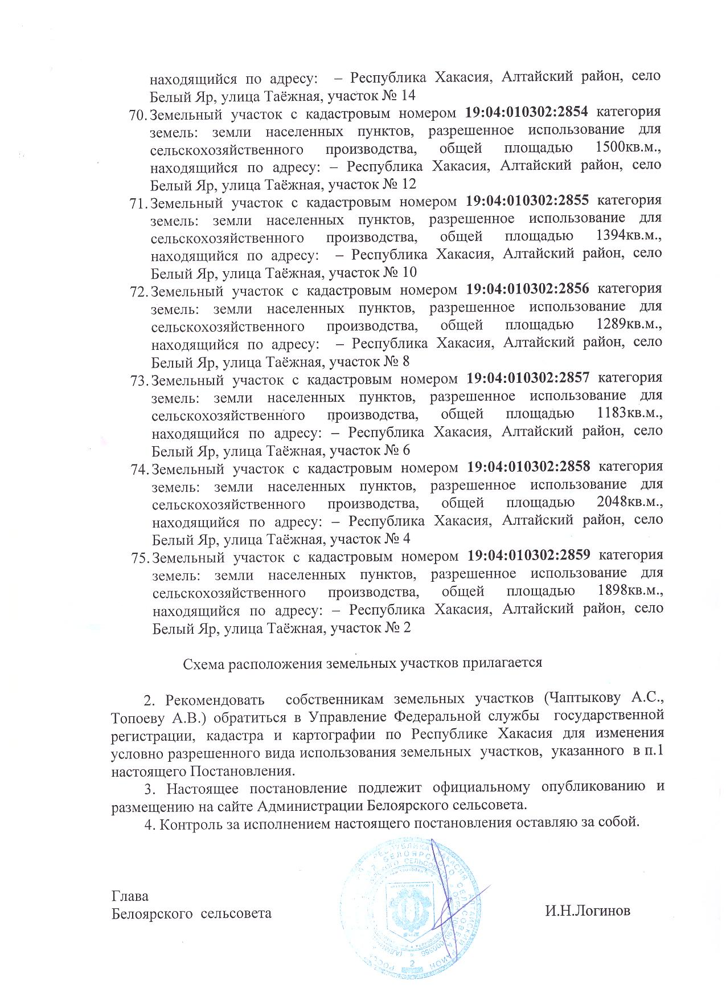 находящийся по адресу: – Республика Хакасия, Алтайский район, село
Белый Яр, улица Таёжная, участок № 14
70. Земельный участок с кадастровым номером 19:04:010302:2854 категория
земель: земли населенных пунктов, разрешенное использование для
сельскохозяйственного производства, общей площадью 1500кв.м.,
находящийся по адресу: – Республика Хакасия, Алтайский район, село
Белый Яр, улица Таёжная, участок № 12
71. Земельный участок с кадастровым номером 19:04:010302:2855 категория
земель: земли населенных пунктов, разрешенное использование для
сельскохозяйственного производства, общей площадью 1394кв.м.,
находящийся по адресу: – Республика Хакасия, Алтайский район, село
Белый Яр, улица Таёжная, участок № 10
72. Земельный участок с кадастровым номером 19:04:010302:2856 категория
земель: земли населенных пунктов, разрешенное использование для
сельскохозяйственного производства, общей площадью 1289кв.м.,
находящийся по адресу: – Республика Хакасия, Алтайский район, село
Белый Яр, улица Таёжная, участок № 8
73. Земельный участок с кадастровым номером 19:04:010302:2857 категория
земель: земли населенных пунктов, разрешенное использование для
сельскохозяйственного производства, общей площадью 1183кв.м.,
находящийся по адресу: – Республика Хакасия, Алтайский район, село
Белый Яр, улица Таёжная, участок № 6
74. Земельный участок с кадастровым номером 19:04:010302:2858 категория
земель: земли населенных пунктов, разрешенное использование для
сельскохозяйственного производства, общей площадью 2048кв.м.,
находящийся по адресу: – Республика Хакасия, Алтайский район, село
Белый Яр, улица Таёжная, участок № 4
75. Земельный участок с кадастровым номером 19:04:010302:2859 категория
земель: земли населенных пунктов, разрешенное использование для
сельскохозяйственного производства, общей площадью 1898кв.м.,
находящийся по адресу: – Республика Хакасия, Алтайский район, село
Белый Яр, улица Таёжная, участок № 2
Схема расположения земельных участков прилагается
2. Рекомендовать собственникам земельных участков (Чаптыкову А.С.,
Топоеву А.В.) обратиться в Управление Федеральной службы государственной
регистрации, кадастра и картографии по Республике Хакасия для изменения
условно разрешенного вида использования земельных участков, указанного в п.1
настоящего Постановления.
3. Настоящее постановление подлежит официальному опубликованию и
размещению на сайте Администрации Белоярского сельсовета.
4. Контроль за исполнением настоящего постановления оставляю за собой.
Глава
Белоярского сельсовета
И.Н.Логинов
РЕСПУБЛИКА ХАКАСИЯ АЛТАЙСКИЙ РАЙОН
БЕЛОЯРСКОГО СЕЛЬСОВЕТА
2